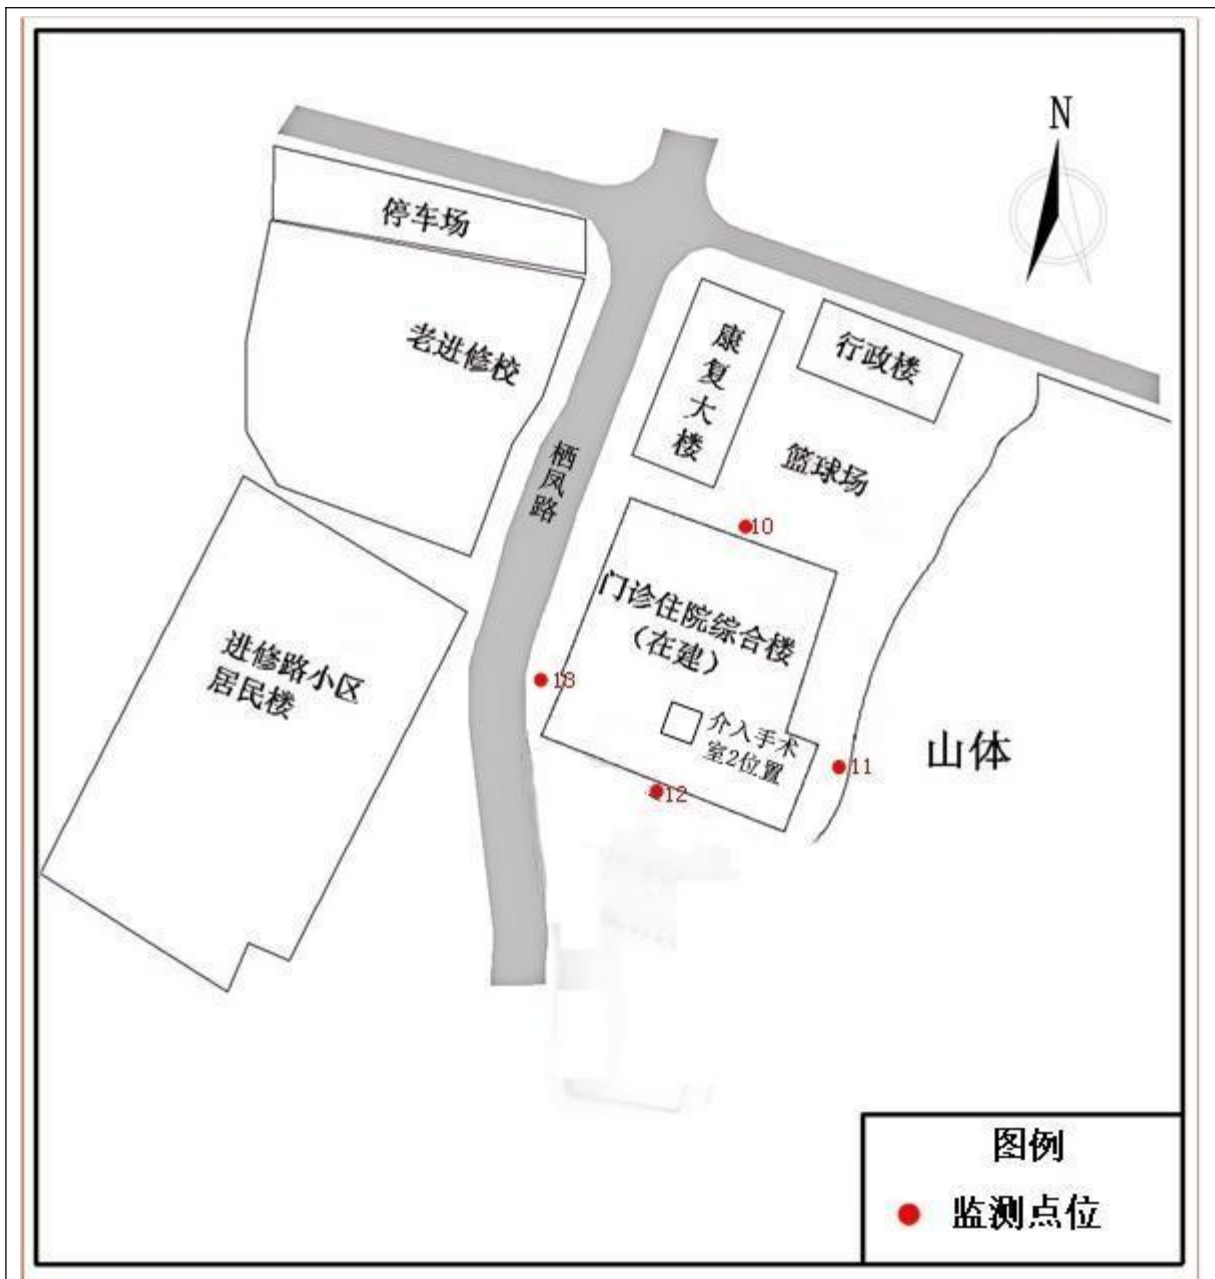 N
停车场
老进修校
康复大楼
行政楼
篮球场
栖凤路
10
门诊住院综合楼
（在建）
进修路小区
居民楼
13
介入手术
室2位置
11
山体
12
图例
监测点位